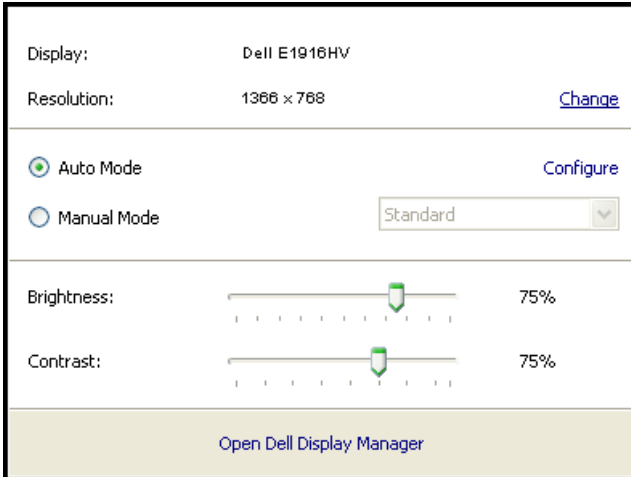 Display: Dell E1916HV
Resolution: 1366 x 768 Change
Auto Mode Configure
Manual Mode Standard
Brightness: 75%
Contrast: 75%
Open Dell Display Manager